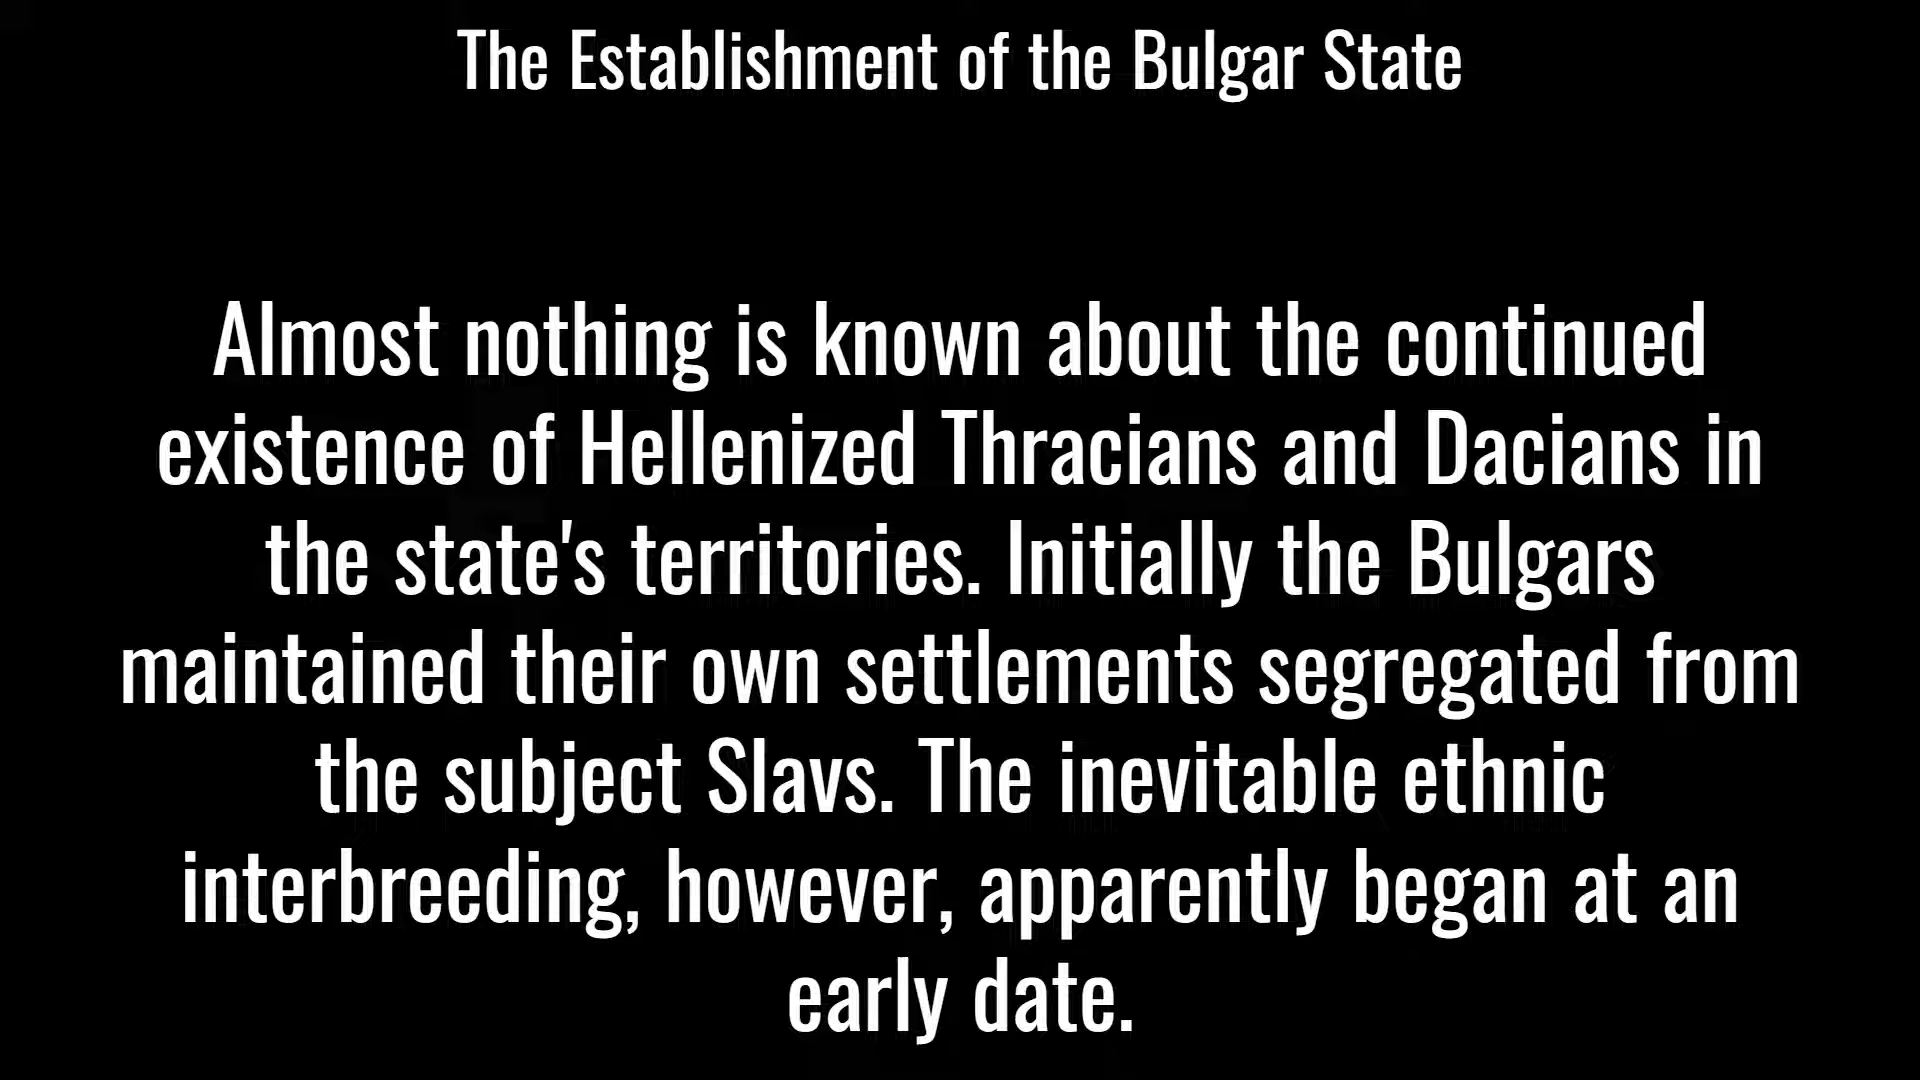 The Establishment of the Bulgar State
Almost nothing is known about the continued
existence of Hellenized Thracians and Dacians in
the state's territories. Initially the Bulgars
maintained their own settlements segregated from
the subject Slavs. The inevitable ethnic
interbreeding, however, apparently began at an
early date.